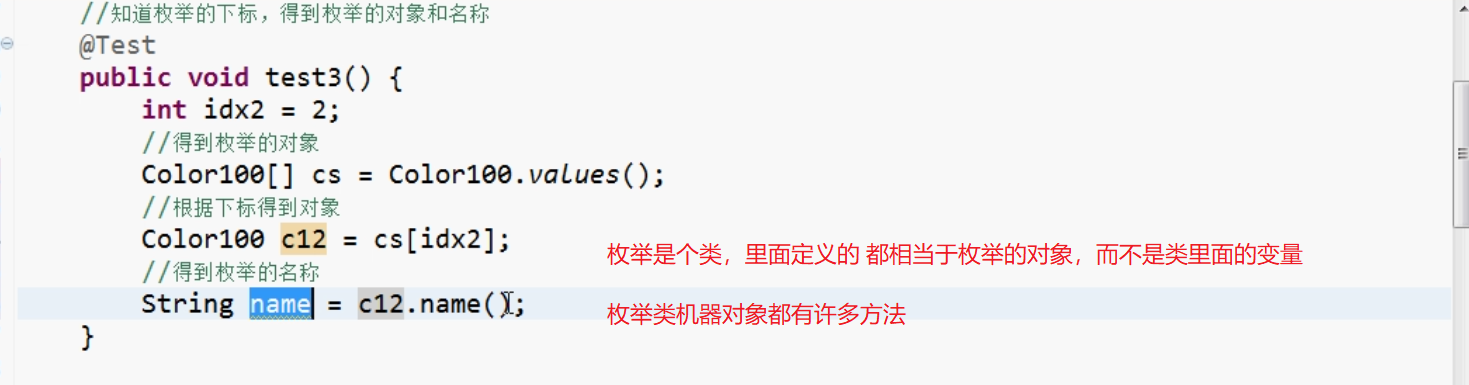 //知道枚举的下标，得到枚举的对象和名称
@Test
public void test3() {
int idx2 = 2;
//得到枚举的对象
Color100[] cs = Color100.values();
//根据下标得到对象
Color100 c12 = cs[idx2];
枚举是个类，里面定义的 都相当于枚举的对象，而不是类里面的变量
//得到枚举的名称
String name = c12.name();
枚举类机器对象都有许多方法
}